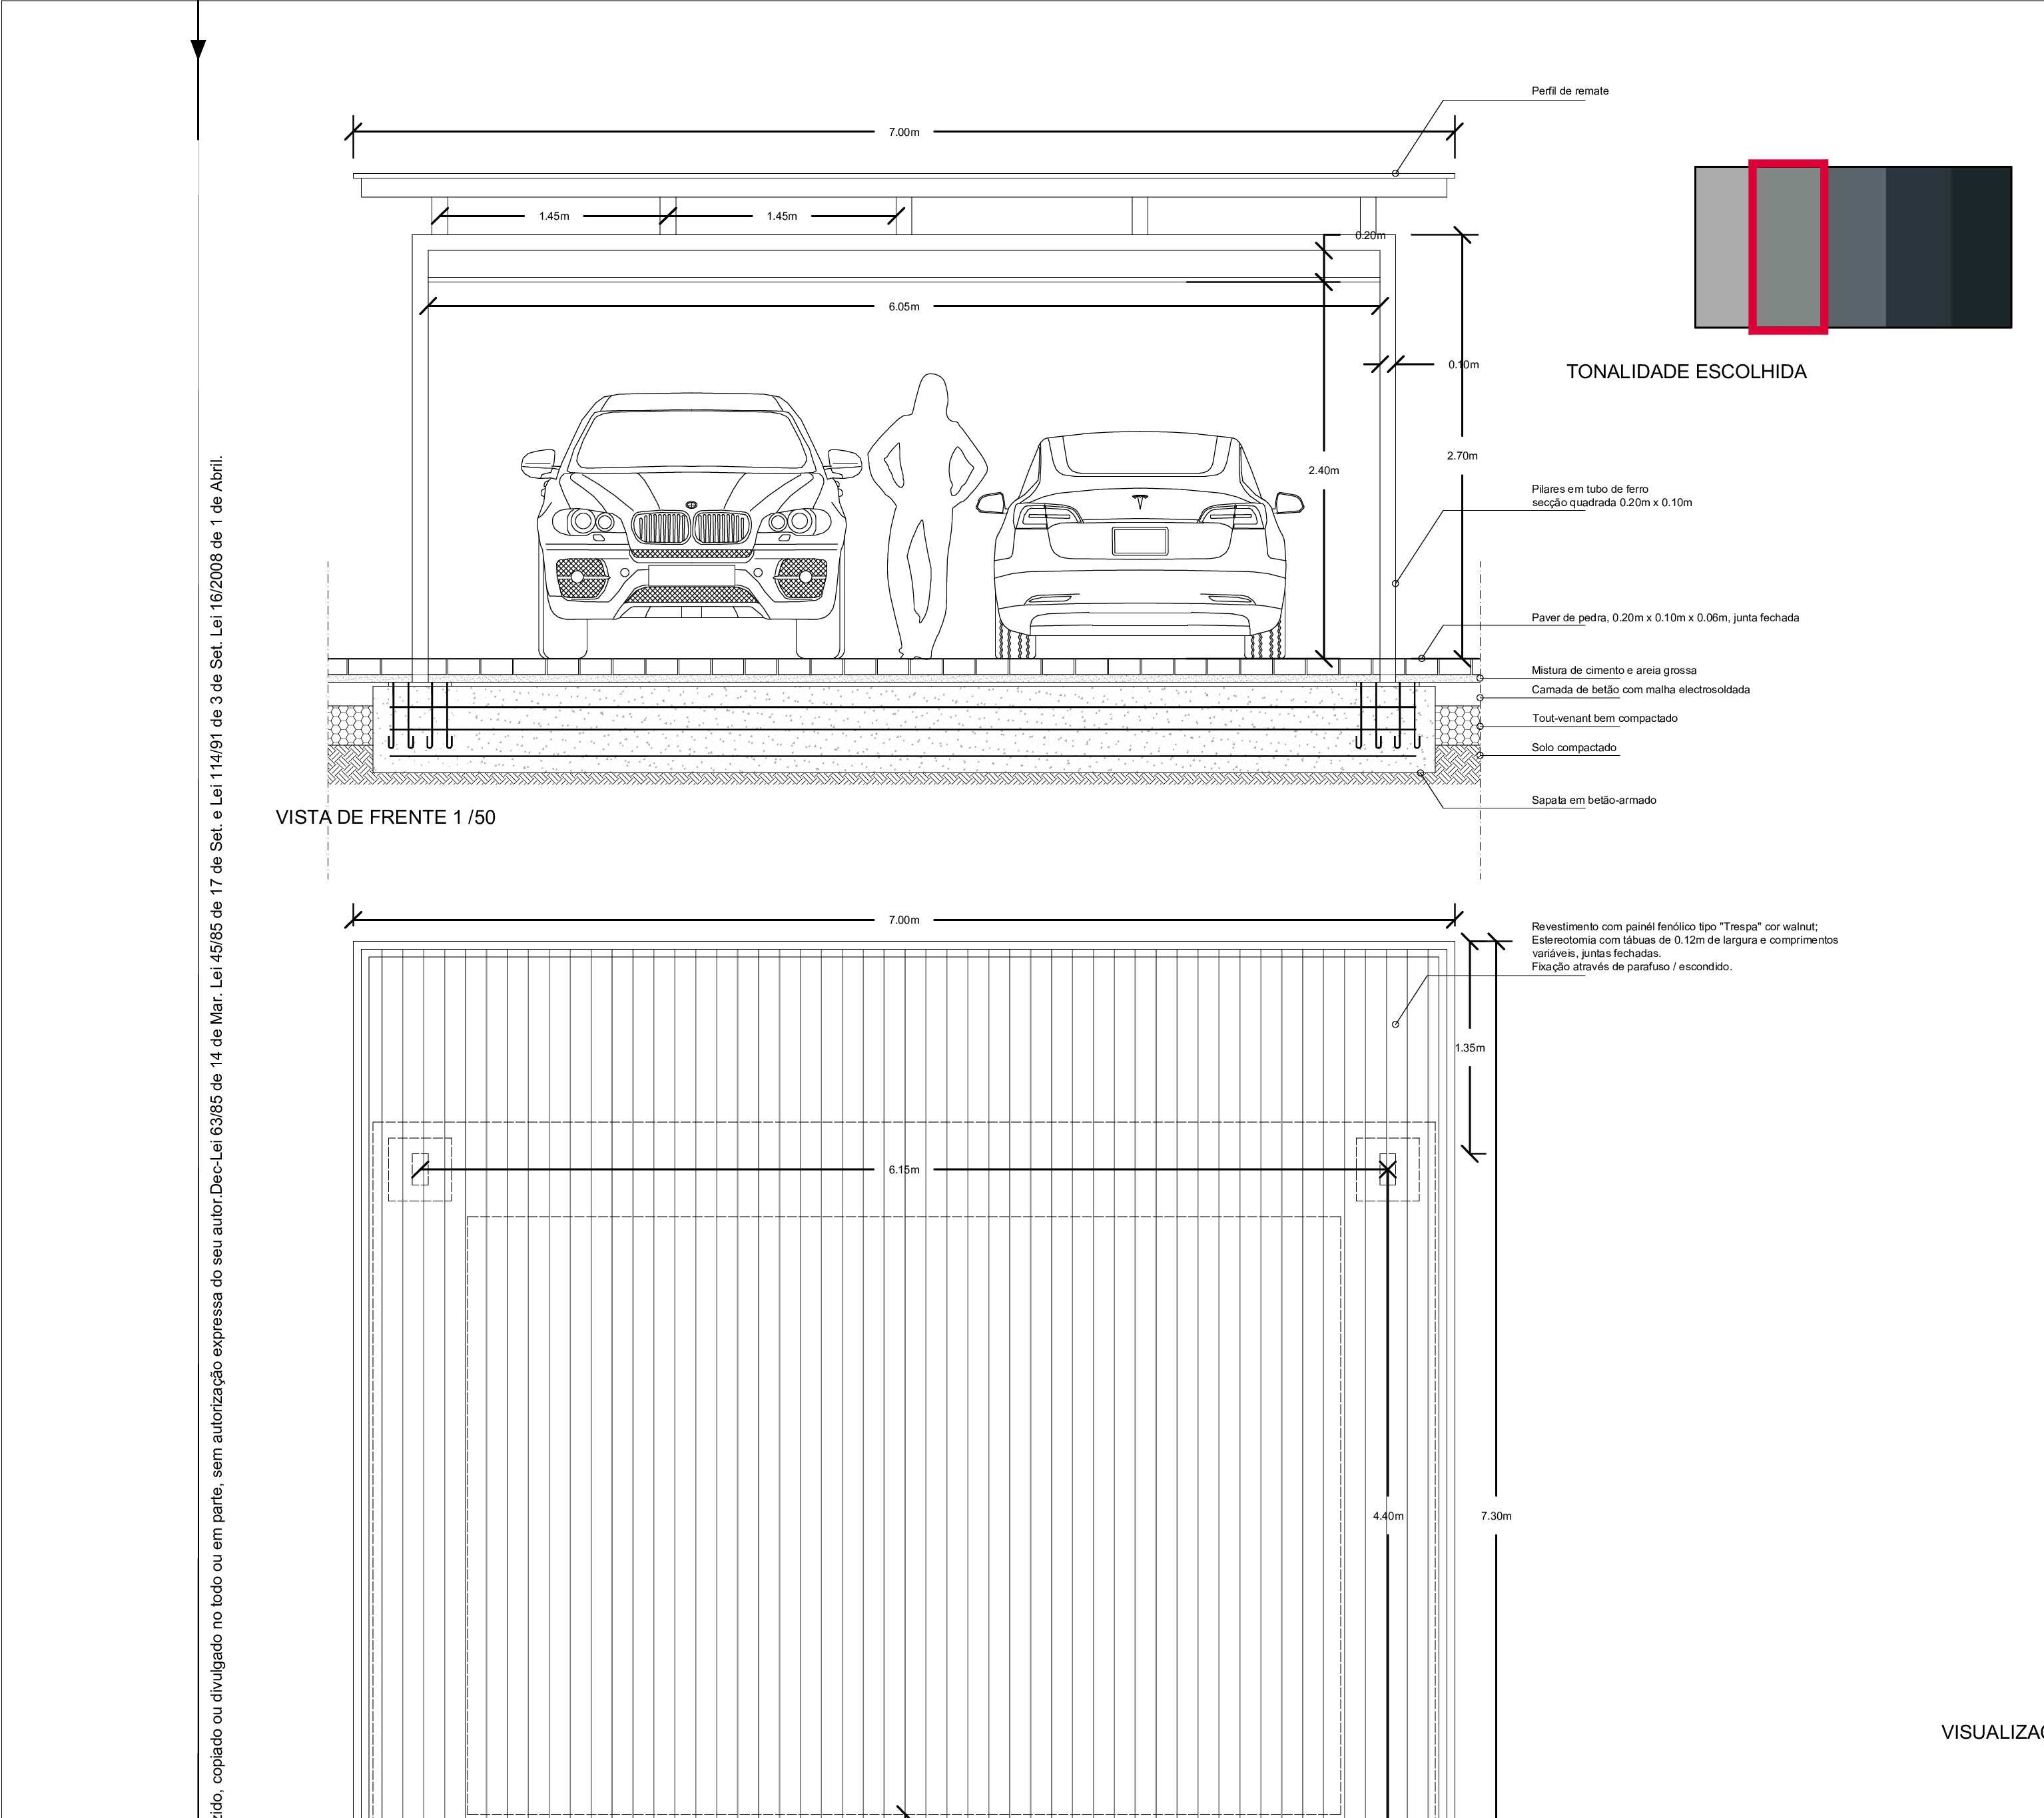 Perfil de remate
7.00m
1.45m
1.45m
0.20m
6.05m
0.10m
TONALIDADE ESCOLHIDA
2.70m
2.40m
Pilares em tubo de ferro
secção quadrada 0.20m x 0.10m
Paver de pedra, 0.20m x 0.10m x 0.06m, junta fechada
Mistura de cimento e areia grossa
Camada de betão com malha electrosoldada
Tout-venant bem compactado
Solo compactado
Sapata em betão-armado
VISTA DE FRENTE 1 /50
7.00m
Revestimento com painél fenólico tipo "Trespa" cor walnut;
Estereotomia com tábuas de 0.12m de largura e comprimentos
variáveis, juntas fechadas.
Fixação através de parafuso / escondido.
1.35m
6.15m
4.40m
7.30m
zido, copiado ou divulgado no todo ou em parte, sem autorização expressa do seu autor.Dec-Lei 63/85 de 14 de Mar. Lei 45/85 de 17 de Set. e Lei 114/91 de 3 de Set. Lei 16/2008 de 1 de Abril.